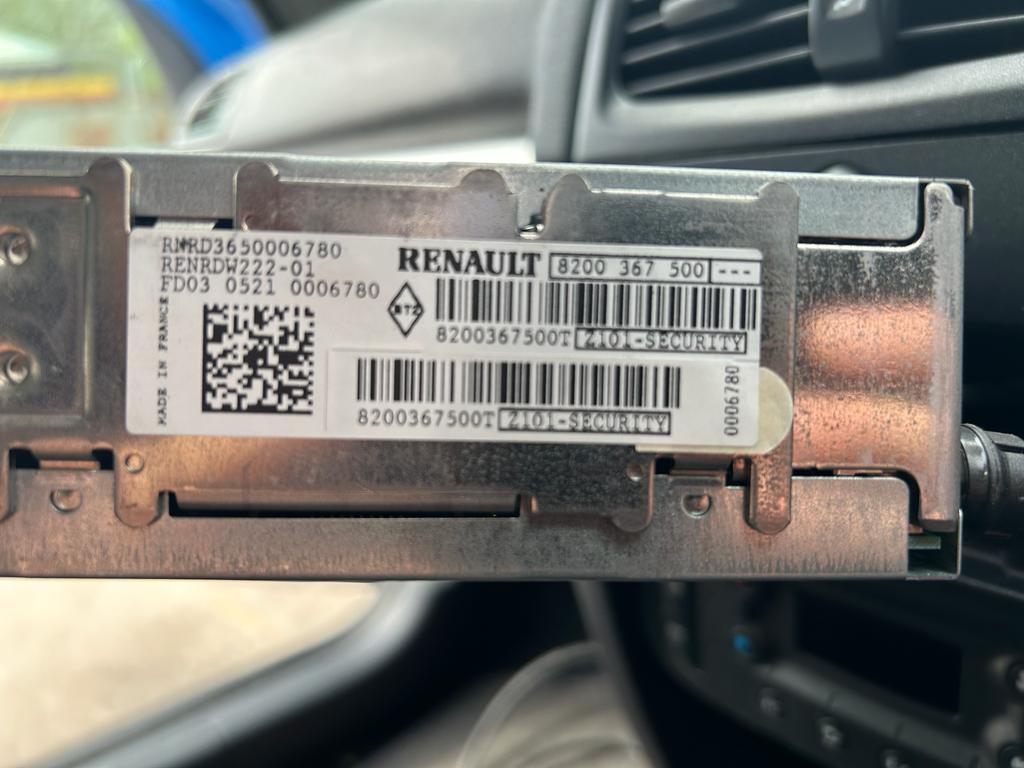 RNRD3650006780
RENRDW222-01
FD03 0521 0006780
MADE IN FRANCE
RENAULT 8200 367 500 ---
8200367500T Z101-SECURITY
8200367500T Z101-SECURITY
0006780